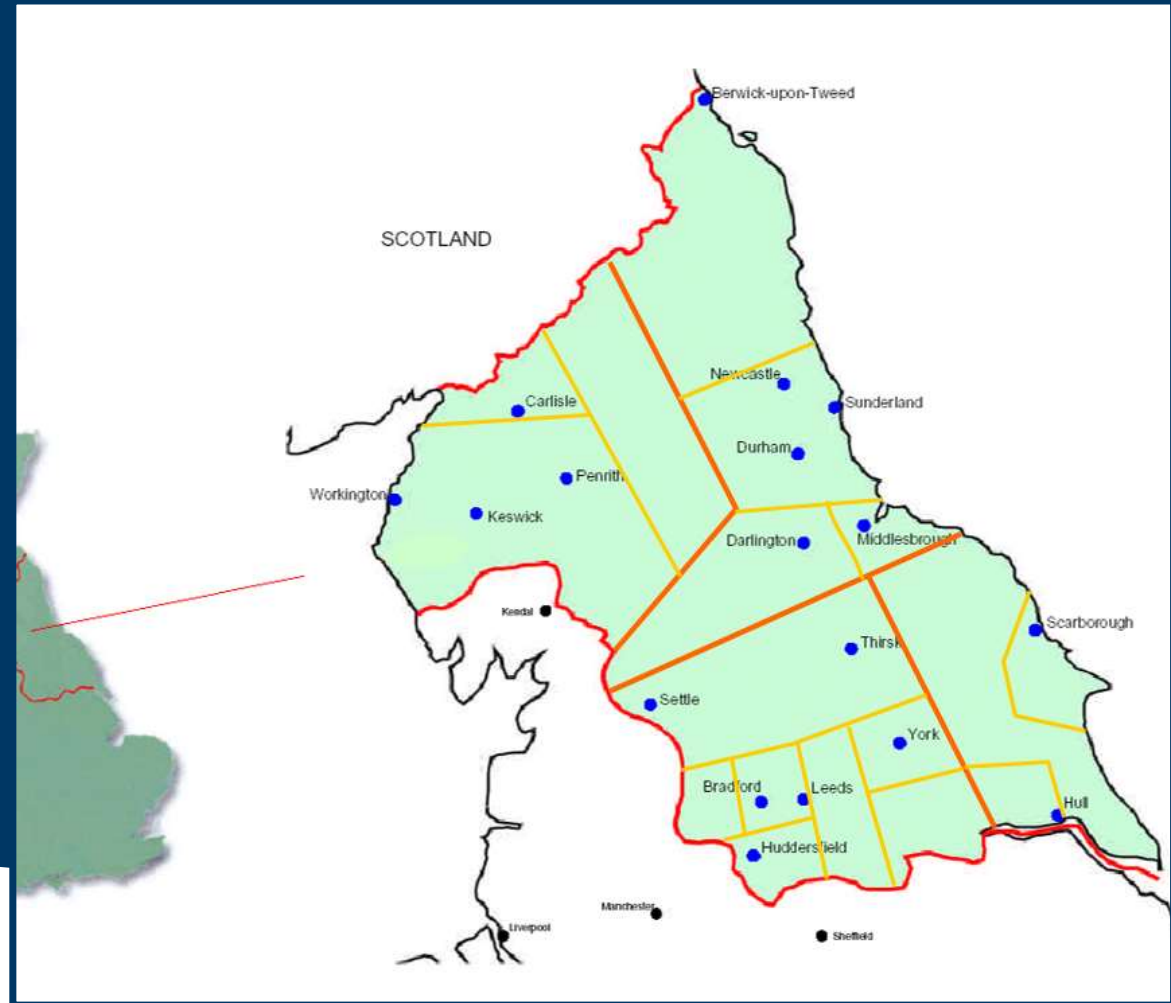 Berwick-upon-Tweed
SCOTLAND
Newcastle
Carlisle
Sunderland
Durham
Penrith
Workington
Keswick
Darlington
Middlesbrough
Kendal
Scarborough
Thirsk
Settle
York
Bradford
Leeds
Hull
Huddersfield
Manchester
Liverpool
Sheffield